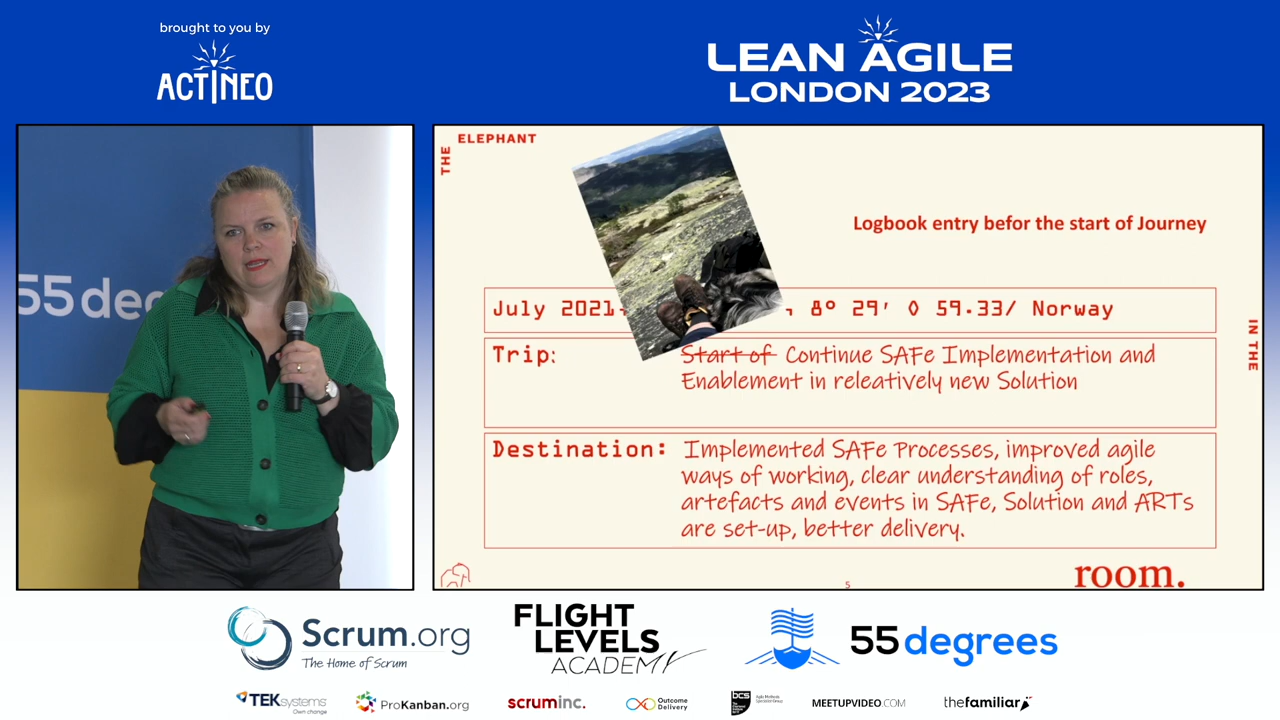 brought to you by
ACTINEO
LEAN AGILE
LONDON 2023
55 deg
THE
ELEPHANT
Logbook entry befor the start of Journey
July 2021, 8° 29' ◊ 59.33/ Norway
Trip: Start of Continue SAFe Implementation and
Enablement in releatively new Solution
Destination: Implemented SAFe Processes, improved agile
ways of working, clear understanding of roles,
artefacts and events in SAFe, Solution and ARTs
are set-up, better delivery.
IN THE
room.
5
Scrum.org
The Home of Scrum
FLIGHT
LEVELS
ACADEMY
55degrees
TEKsystems
Own change
ProKanban.org
scruminc.
Outcome
Delivery
bcs
MEETUPVIDEO.COM
thefamiliar